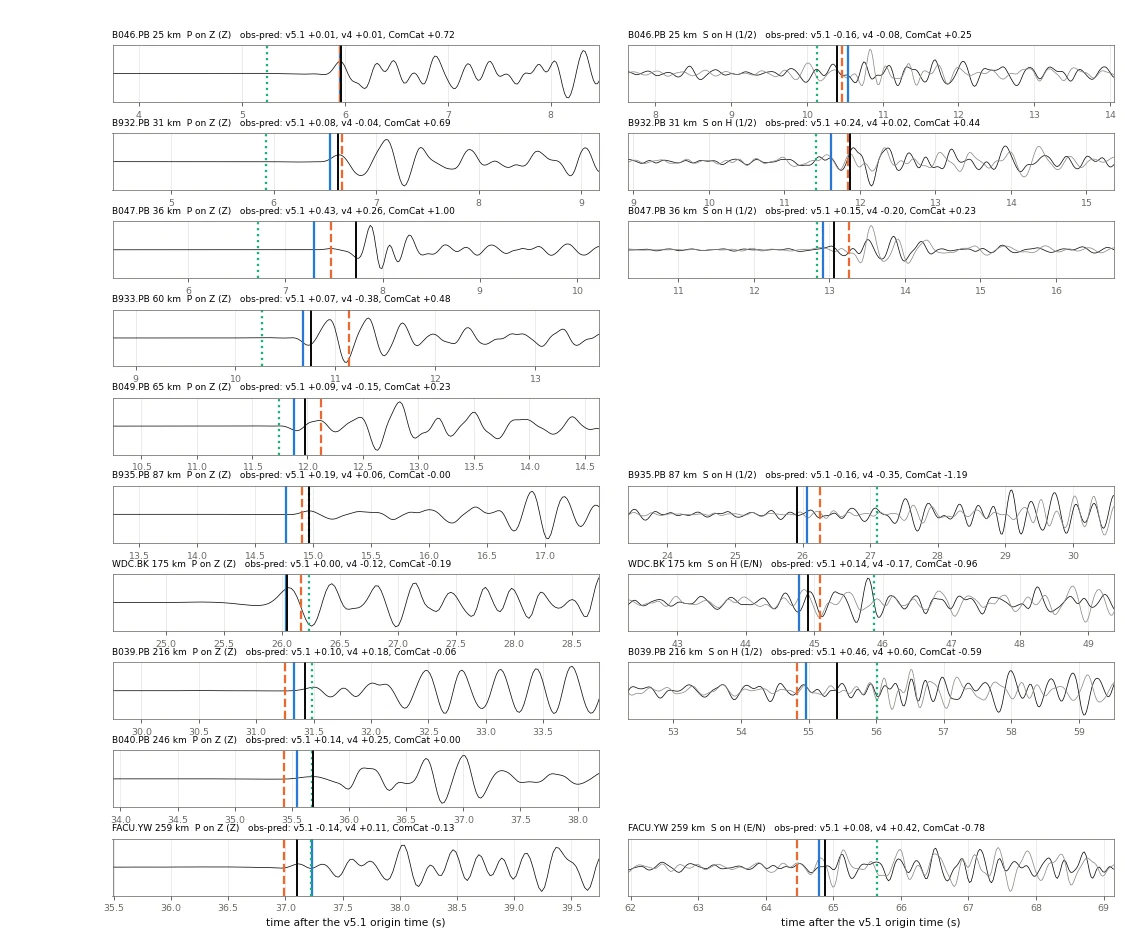 B046.PB 25 km  P on Z (Z)   obs-pred: v5.1 +0.01, v4 +0.01, ComCat +0.72
4 5 6 7 8
B046.PB 25 km  S on H (1/2)   obs-pred: v5.1 -0.16, v4 -0.08, ComCat +0.25
8 9 10 11 12 13 14
B932.PB 31 km  P on Z (Z)   obs-pred: v5.1 +0.08, v4 -0.04, ComCat +0.69
5 6 7 8 9
B932.PB 31 km  S on H (1/2)   obs-pred: v5.1 +0.24, v4 +0.02, ComCat +0.44
9 10 11 12 13 14 15
B047.PB 36 km  P on Z (Z)   obs-pred: v5.1 +0.43, v4 +0.26, ComCat +1.00
6 7 8 9 10
B047.PB 36 km  S on H (1/2)   obs-pred: v5.1 +0.15, v4 -0.20, ComCat +0.23
11 12 13 14 15 16
B933.PB 60 km  P on Z (Z)   obs-pred: v5.1 +0.07, v4 -0.38, ComCat +0.48
9 10 11 12 13
B049.PB 65 km  P on Z (Z)   obs-pred: v5.1 +0.09, v4 -0.15, ComCat +0.23
10.5 11.0 11.5 12.0 12.5 13.0 13.5 14.0 14.5
B935.PB 87 km  P on Z (Z)   obs-pred: v5.1 +0.19, v4 +0.06, ComCat -0.00
13.5 14.0 14.5 15.0 15.5 16.0 16.5 17.0
B935.PB 87 km  S on H (1/2)   obs-pred: v5.1 -0.16, v4 -0.35, ComCat -1.19
24 25 26 27 28 29 30
WDC.BK 175 km  P on Z (Z)   obs-pred: v5.1 +0.00, v4 -0.12, ComCat -0.19
25.0 25.5 26.0 26.5 27.0 27.5 28.0 28.5
WDC.BK 175 km  S on H (E/N)   obs-pred: v5.1 +0.14, v4 -0.17, ComCat -0.96
43 44 45 46 47 48 49
B039.PB 216 km  P on Z (Z)   obs-pred: v5.1 +0.10, v4 +0.18, ComCat -0.06
30.0 30.5 31.0 31.5 32.0 32.5 33.0 33.5
B039.PB 216 km  S on H (1/2)   obs-pred: v5.1 +0.46, v4 +0.60, ComCat -0.59
53 54 55 56 57 58 59
B040.PB 246 km  P on Z (Z)   obs-pred: v5.1 +0.14, v4 +0.25, ComCat +0.00
34.0 34.5 35.0 35.5 36.0 36.5 37.0 37.5 38.0
FACU.YW 259 km  P on Z (Z)   obs-pred: v5.1 -0.14, v4 +0.11, ComCat -0.13
35.5 36.0 36.5 37.0 37.5 38.0 38.5 39.0 39.5
time after the v5.1 origin time (s)
FACU.YW 259 km  S on H (E/N)   obs-pred: v5.1 +0.08, v4 +0.42, ComCat -0.78
62 63 64 65 66 67 68 69
time after the v5.1 origin time (s)